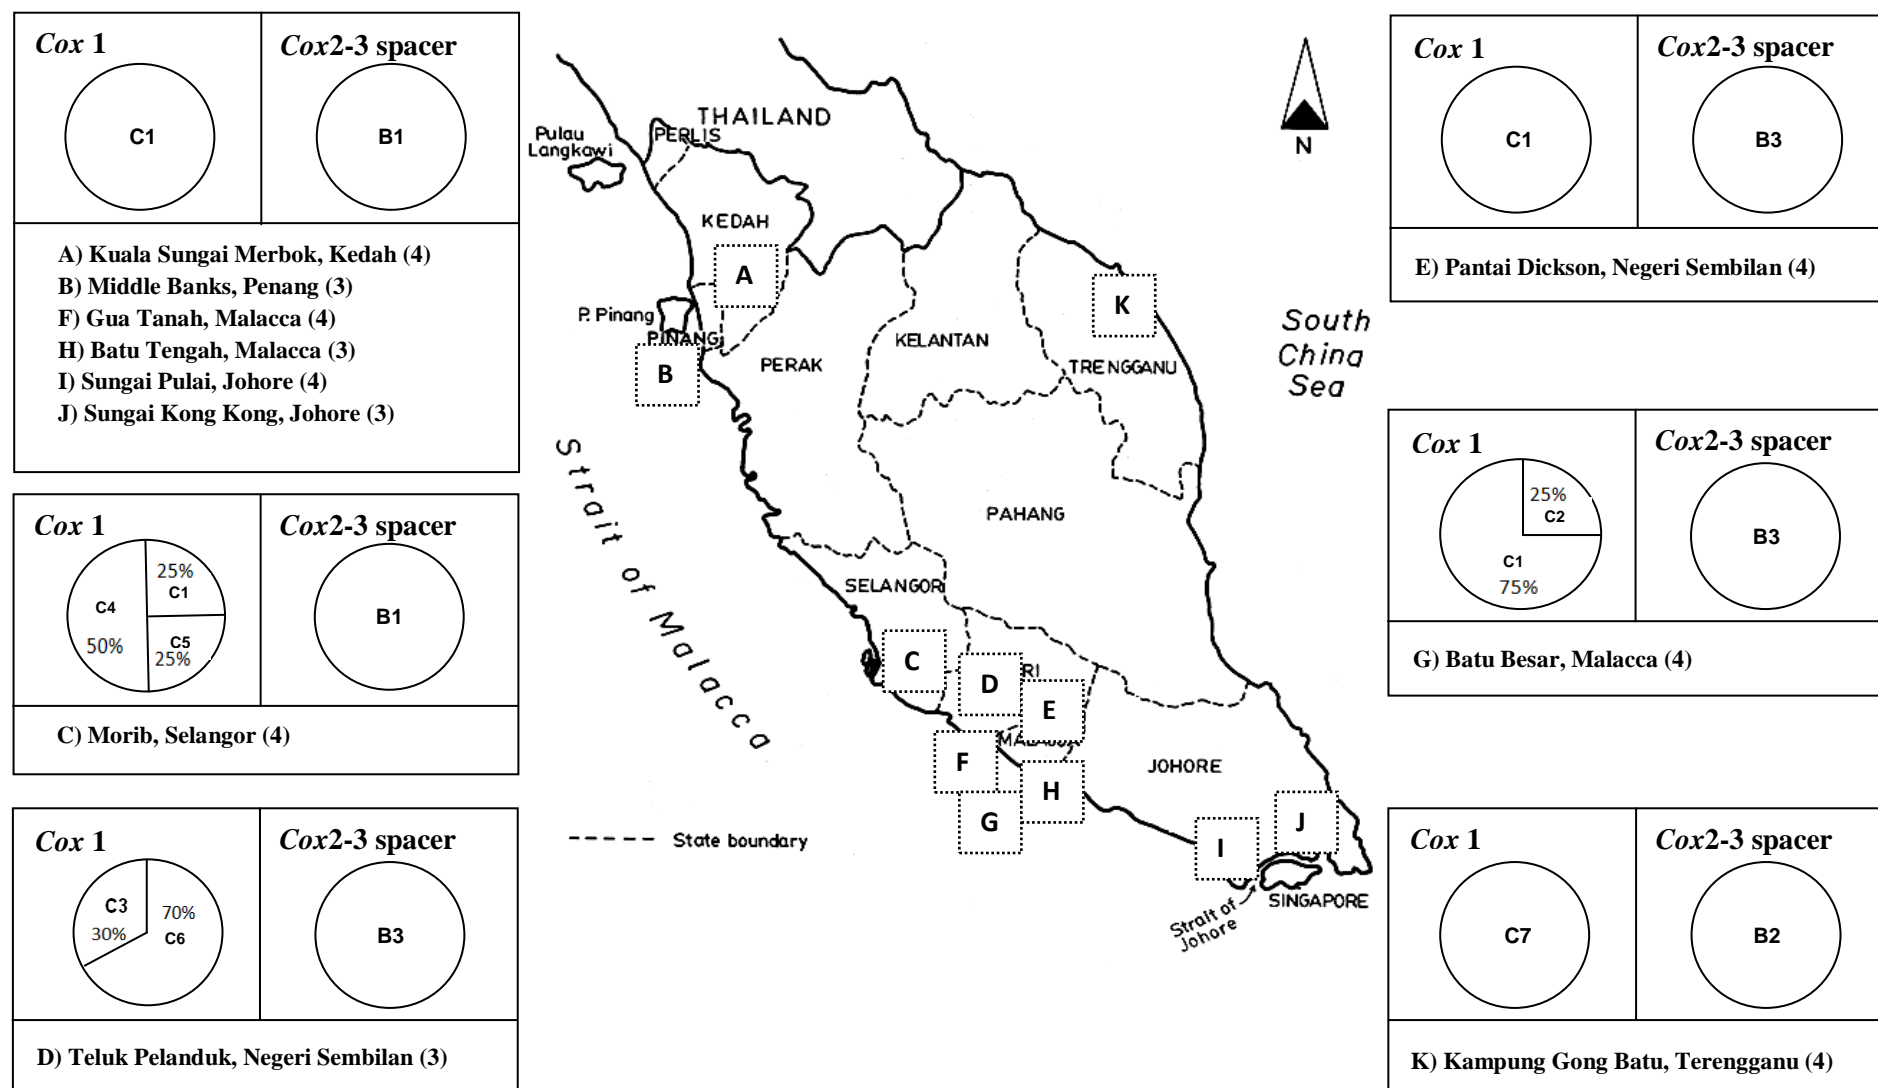 Cox 1
Cox2-3 spacer
C1
B1
A) Kuala Sungai Merbok, Kedah (4)
B) Middle Banks, Penang (3)
F) Gua Tanah, Malacca (4)
H) Batu Tengah, Malacca (3)
I) Sungai Pulai, Johore (4)
J) Sungai Kong Kong, Johore (3)
Cox 1
Cox2-3 spacer
25%
C1
C4
50%
C5
25%
B1
C) Morib, Selangor (4)
Cox 1
Cox2-3 spacer
C3
30%
70%
C6
B3
D) Teluk Pelanduk, Negeri Sembilan (3)
THAILAND
PERLIS
Pulau
Langkawi
KEDAH
A
P. Pinang
PINANG
B
PERAK
KELANTAN
K
TRENGGANU
South
China
Sea
N
Strait of Malacca
PAHANG
SELANGOR
C
D
RI
E
F
H
G
JOHORE
I
J
SINGAPORE
Strait of
Johore
State boundary
Cox 1
Cox2-3 spacer
C1
B3
E) Pantai Dickson, Negeri Sembilan (4)
Cox 1
Cox2-3 spacer
25%
C2
C1
75%
B3
G) Batu Besar, Malacca (4)
Cox 1
Cox2-3 spacer
C7
B2
K) Kampung Gong Batu, Terengganu (4)